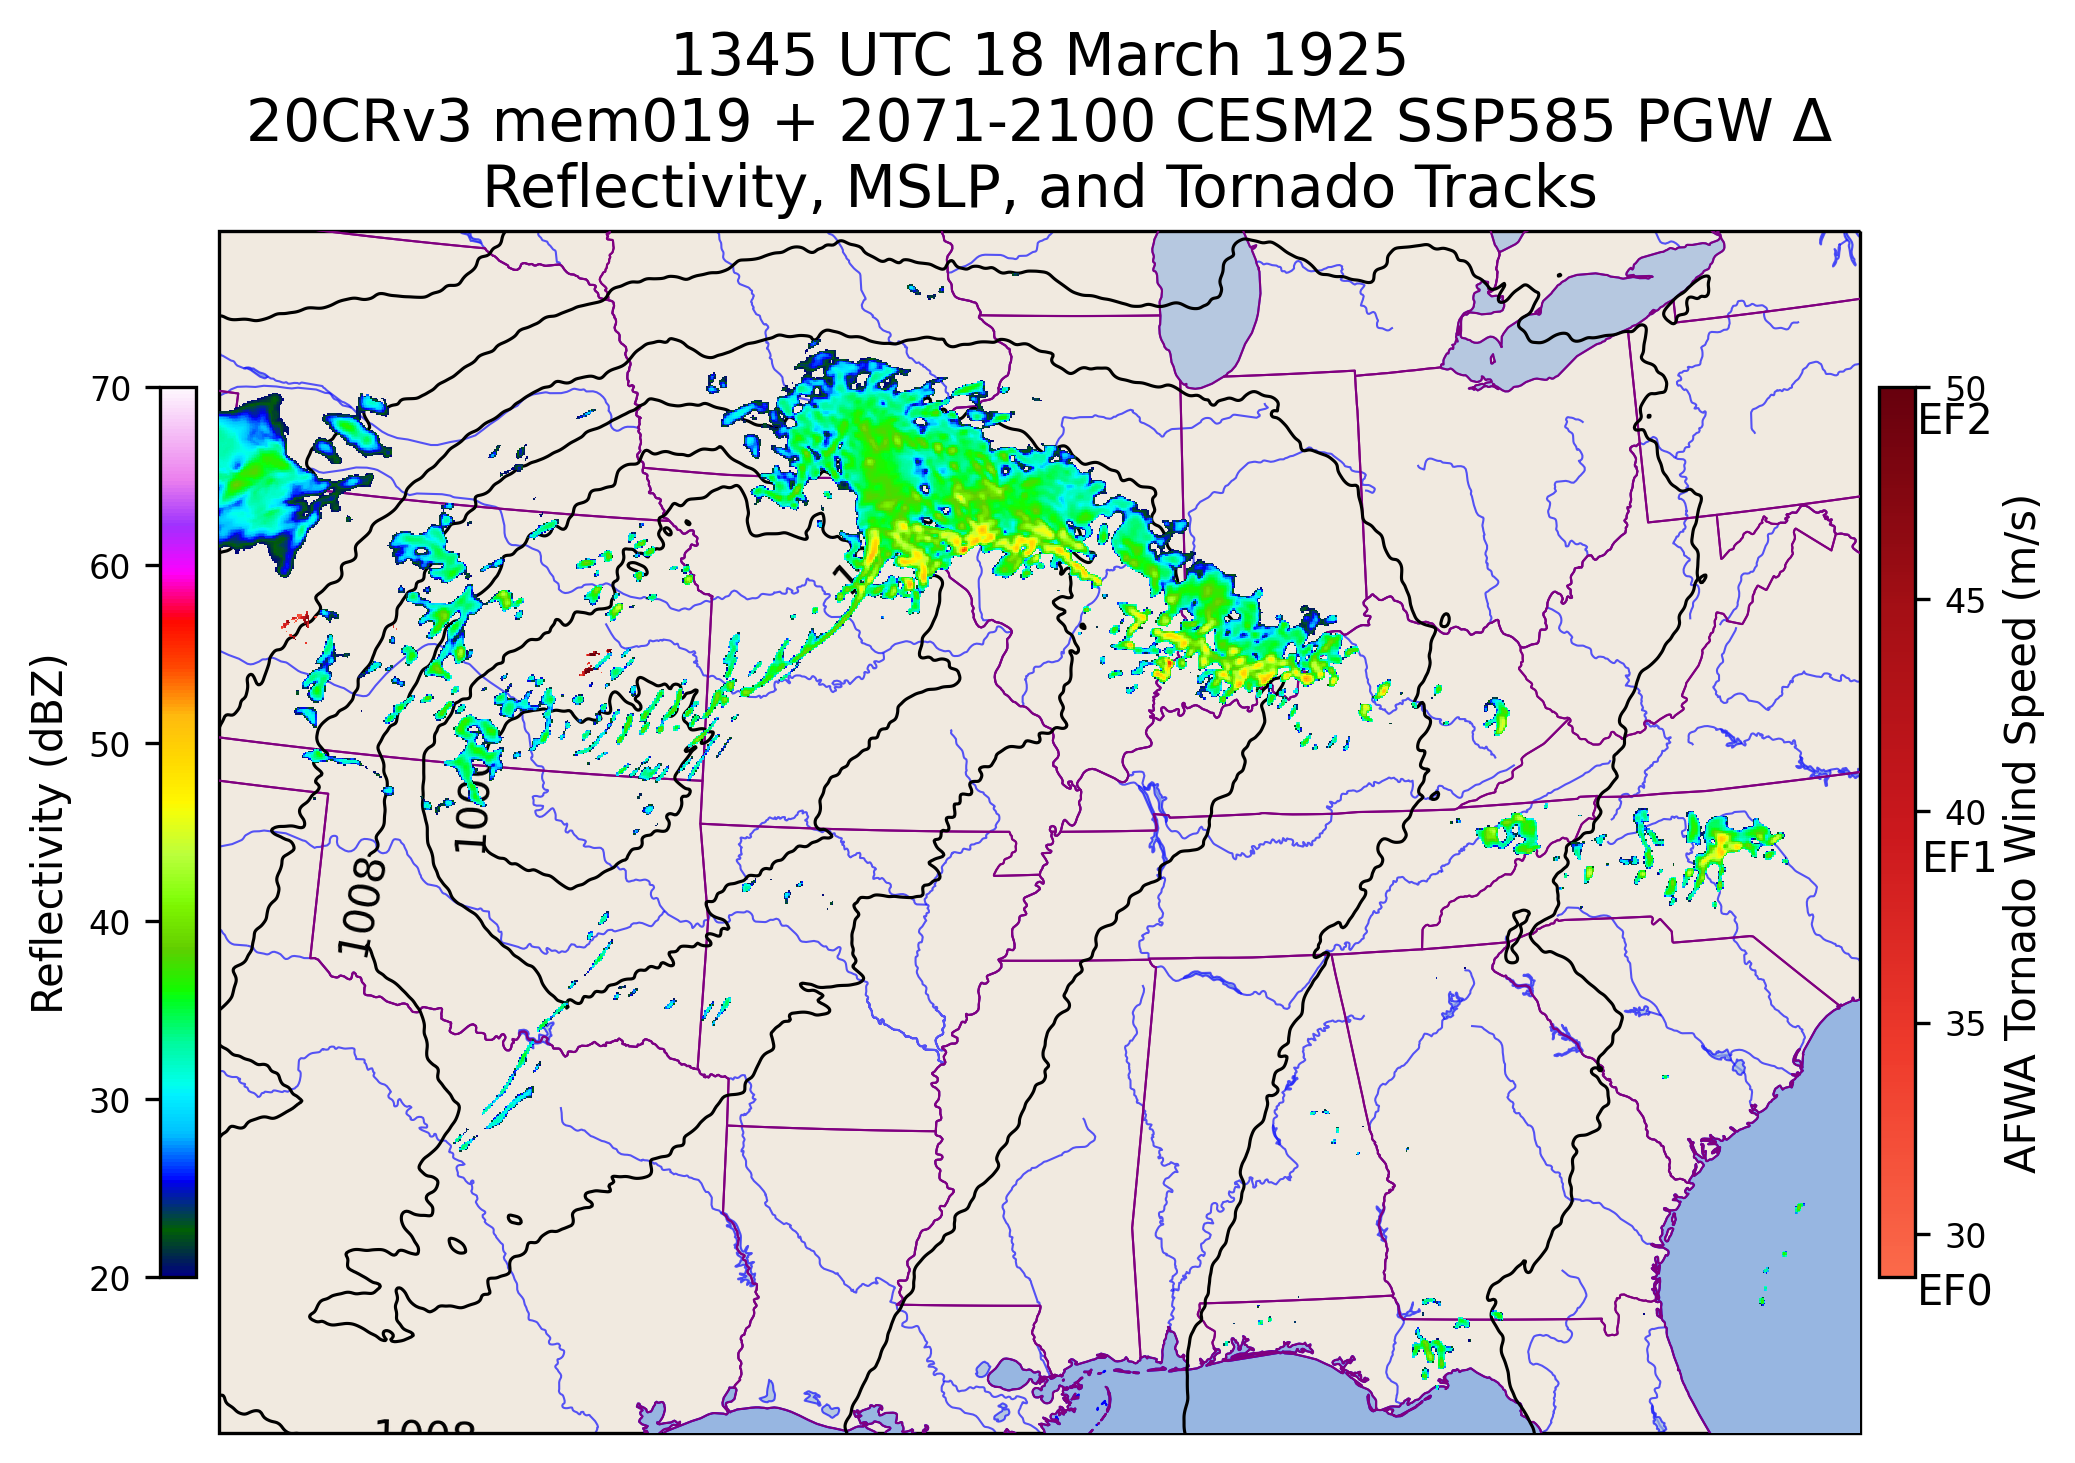 1345 UTC 18 March 1925
20CRv3 mem019 + 2071-2100 CESM2 SSP585 PGW Δ
Reflectivity, MSLP, and Tornado Tracks
Reflectivity (dBZ)
70
60
50
40
30
20
1008
1008
AFWA Tornado Wind Speed (m/s)
50
EF2
45
40
EF1
35
30
EF0